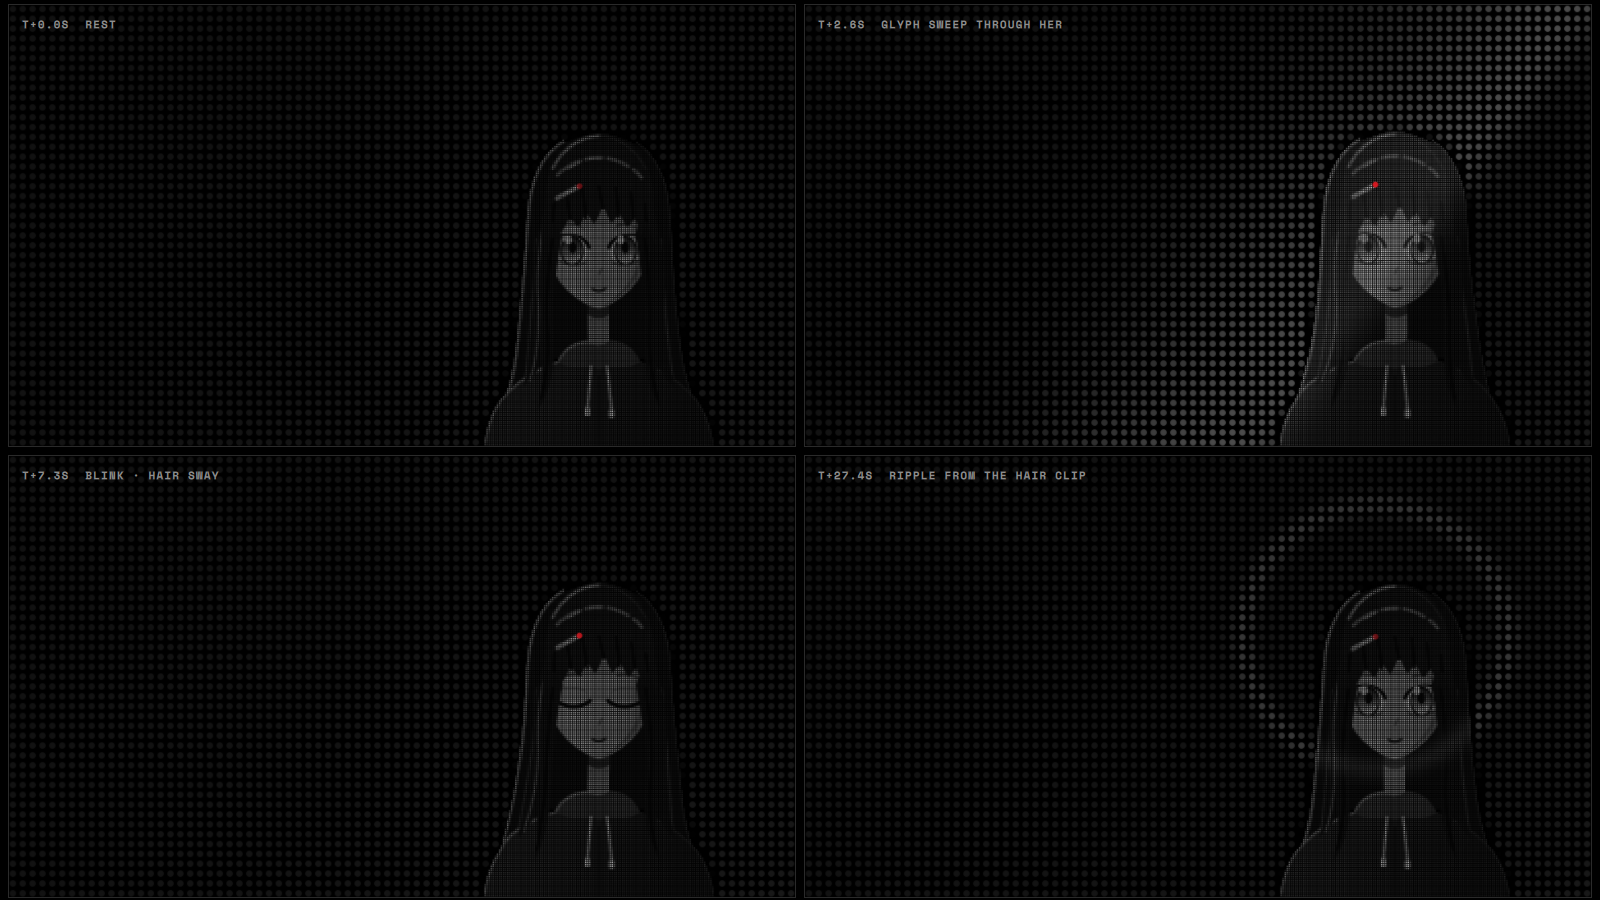 T+0.0S REST
T+2.6S GLYPH SWEEP THROUGH HER
T+7.3S BLINK · HAIR SWAY
T+27.4S RIPPLE FROM THE HAIR CLIP